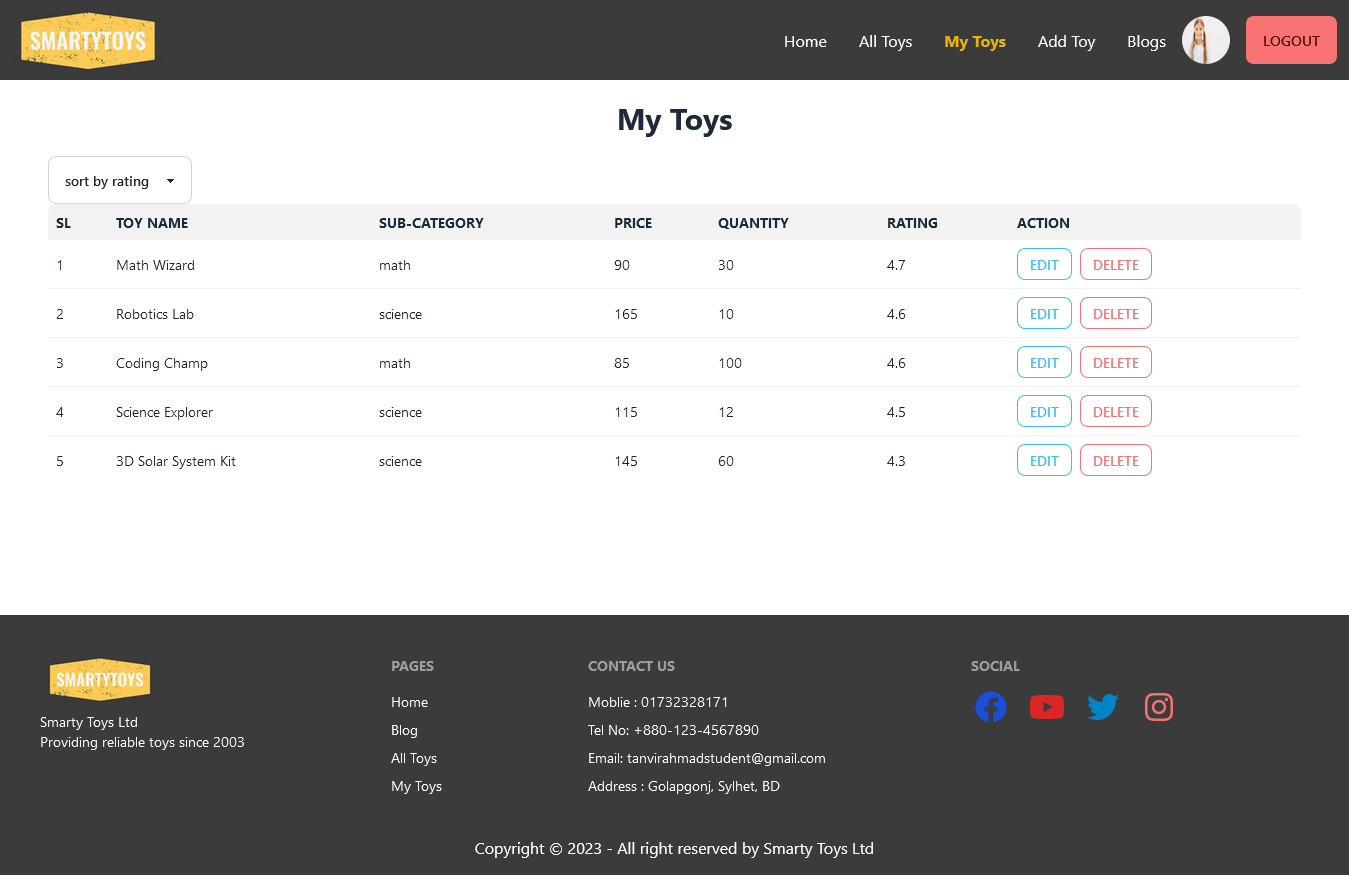 SMARTYTOYS
Home All Toys My Toys Add Toy Blogs LOGOUT
My Toys
sort by rating
SL TOY NAME SUB-CATEGORY PRICE QUANTITY RATING ACTION
1 Math Wizard math 90 30 4.7 EDIT DELETE
2 Robotics Lab science 165 10 4.6 EDIT DELETE
3 Coding Champ math 85 100 4.6 EDIT DELETE
4 Science Explorer science 115 12 4.5 EDIT DELETE
5 3D Solar System Kit science 145 60 4.3 EDIT DELETE
SMARTYTOYS
Smarty Toys Ltd
Providing reliable toys since 2003
PAGES
Home
Blog
All Toys
My Toys
CONTACT US
Moblie : 01732328171
Tel No: +880-123-4567890
Email: tanvirahmadstudent@gmail.com
Address : Golapgonj, Sylhet, BD
SOCIAL
Copyright © 2023 - All right reserved by Smarty Toys Ltd